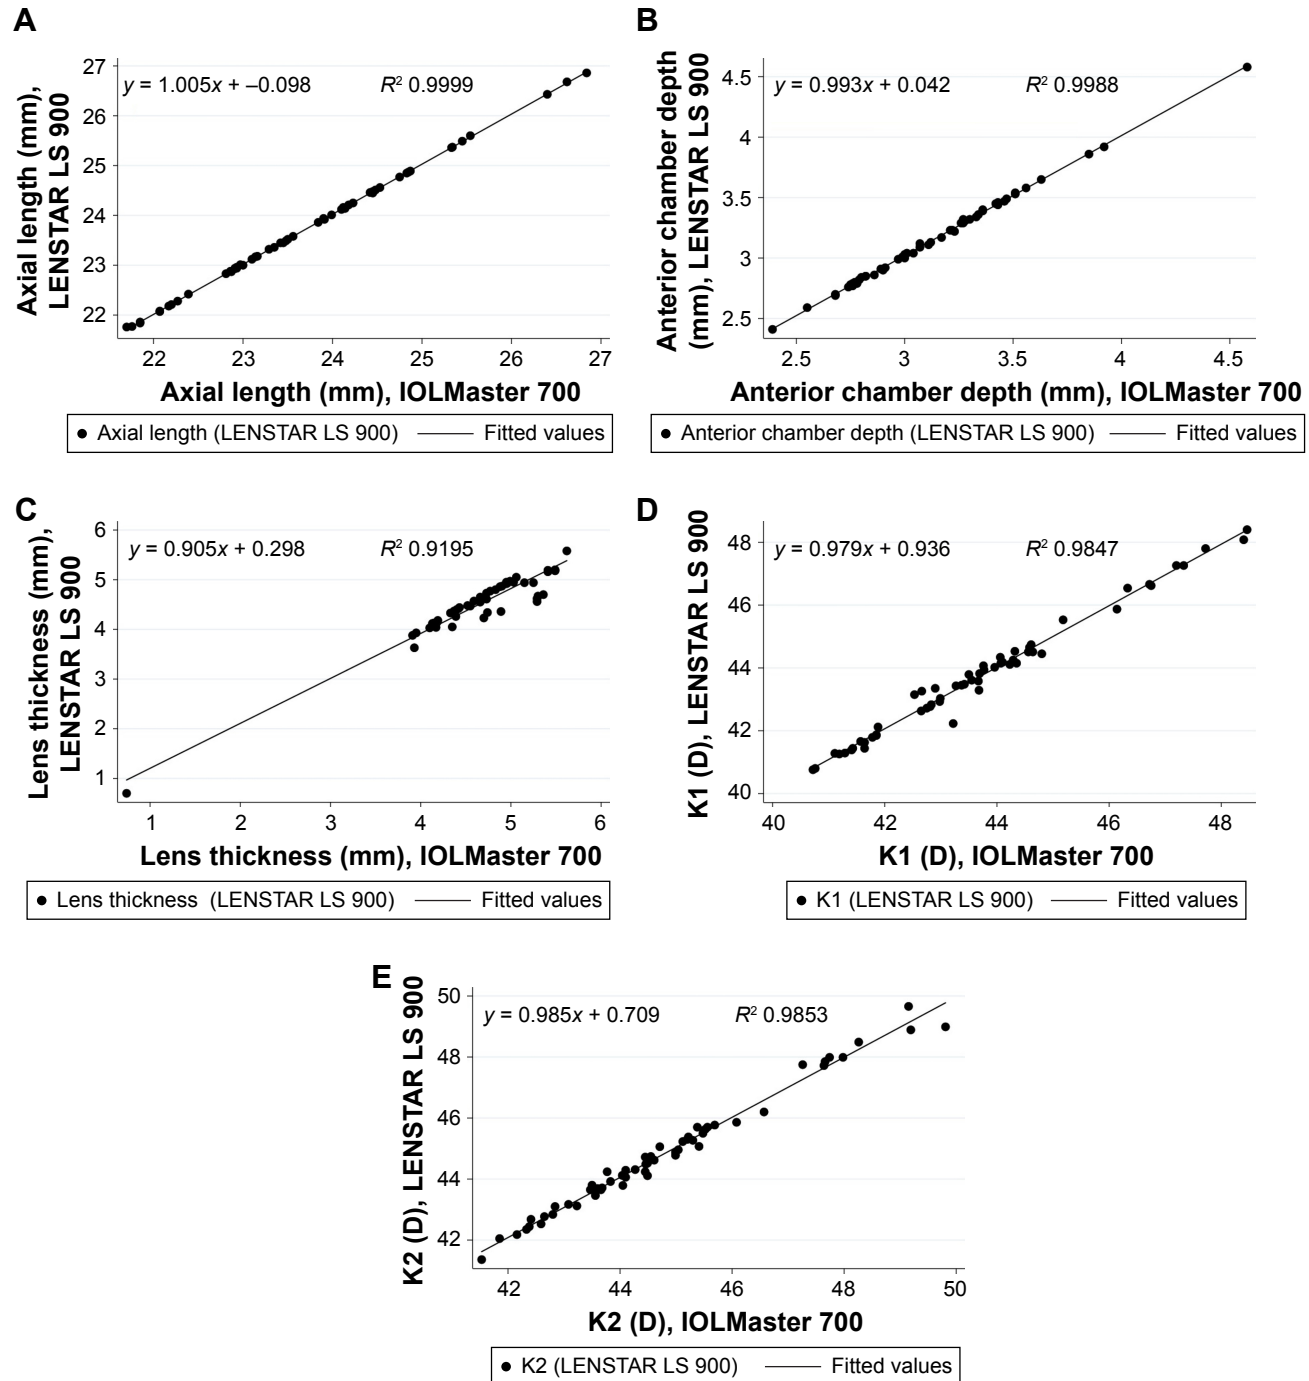 A
Axial length (mm),
LENSTAR LS 900
y = 1.005x + –0.098
R² 0.9999
27
26
25
24
23
22
22 23 24 25 26 27
Axial length (mm), IOLMaster 700
Axial length (LENSTAR LS 900) Fitted values
B
Anterior chamber depth
(mm), LENSTAR LS 900
y = 0.993x + 0.042
R² 0.9988
4.5
4
3.5
3
2.5
2.5 3 3.5 4 4.5
Anterior chamber depth (mm), IOLMaster 700
Anterior chamber depth (LENSTAR LS 900) Fitted values
C
Lens thickness (mm),
LENSTAR LS 900
y = 0.905x + 0.298
R² 0.9195
6
5
4
3
2
1
1 2 3 4 5 6
Lens thickness (mm), IOLMaster 700
Lens thickness (LENSTAR LS 900) Fitted values
D
K1 (D), LENSTAR LS 900
y = 0.979x + 0.936
R² 0.9847
48
46
44
42
40
40 42 44 46 48
K1 (D), IOLMaster 700
K1 (LENSTAR LS 900) Fitted values
E
K2 (D), LENSTAR LS 900
y = 0.985x + 0.709
R² 0.9853
50
48
46
44
42
42 44 46 48 50
K2 (D), IOLMaster 700
K2 (LENSTAR LS 900) Fitted values